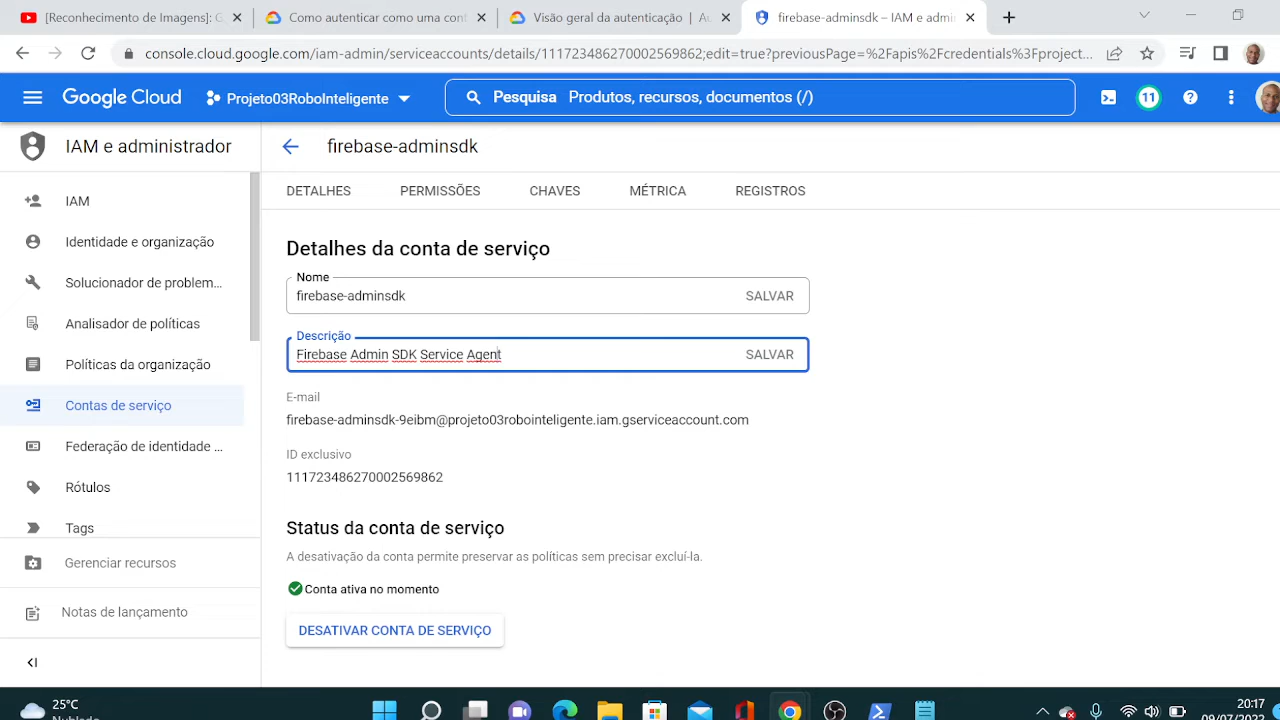 [Reconhecimento de Imagens]: G
Como autenticar como uma cont
Visão geral da autenticação | Au
firebase-adminsdk – IAM e admin
console.cloud.google.com/iam-admin/serviceaccounts/details/111723486270002569862;edit=true?previousPage=%2Fapis%2Fcredentials%3Fproject...
Google Cloud
Projeto03RoboInteligente
Pesquisa Produtos, recursos, documentos (/)
11
IAM e administrador
firebase-adminsdk
DETALHES PERMISSÕES CHAVES MÉTRICA REGISTROS
IAM
Identidade e organização
Solucionador de problem...
Analisador de políticas
Políticas da organização
Contas de serviço
Federação de identidade ...
Rótulos
Tags
Gerenciar recursos
Notas de lançamento
Detalhes da conta de serviço
Nome
firebase-adminsdk SALVAR
Descrição
Firebase Admin SDK Service Agent SALVAR
E-mail
firebase-adminsdk-9eibm@projeto03robointeligente.iam.gserviceaccount.com
ID exclusivo
111723486270002569862
Status da conta de serviço
A desativação da conta permite preservar as políticas sem precisar excluí-la.
Conta ativa no momento
DESATIVAR CONTA DE SERVIÇO
25°C
Nublado
20:17
09/07/2022